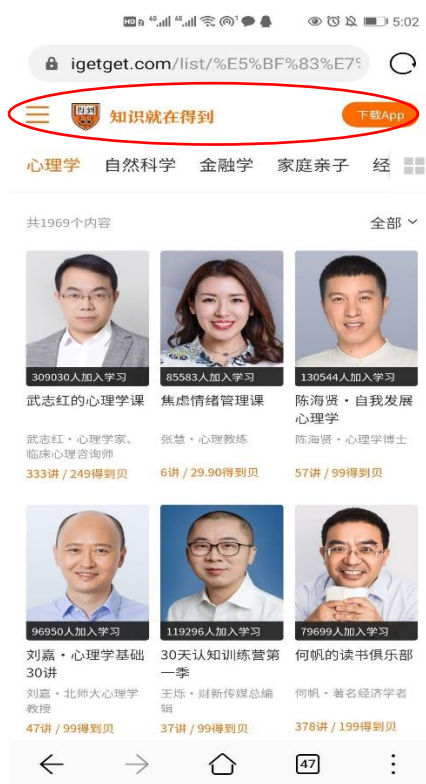 HD 4G 4G 5:02
igetget.com/list/%E5%BF%83%E7%
得到 知识就在得到 下载App
心理学 自然科学 金融学 家庭亲子 经
共1969个内容 全部
309030人加入学习 85583人加入学习 130544人加入学习
武志红的心理学课 焦虑情绪管理课 陈海贤・自我发展
心理学
武志红・心理学家、 张慧・心理教练 陈海贤・心理学博士
临床心理咨询师
333讲 / 249得到贝 6讲 / 29.90得到贝 57讲 / 99得到贝
96950人加入学习 119296人加入学习 79699人加入学习
刘嘉・心理学基础 30天认知训练营第 何帆的读书俱乐部
30讲 一季
刘嘉・北师大心理学 王烁・财新传媒总编 何帆・著名经济学者
教授 辑
47讲 / 99得到贝 37讲 / 99得到贝 378讲 / 199得到贝
47